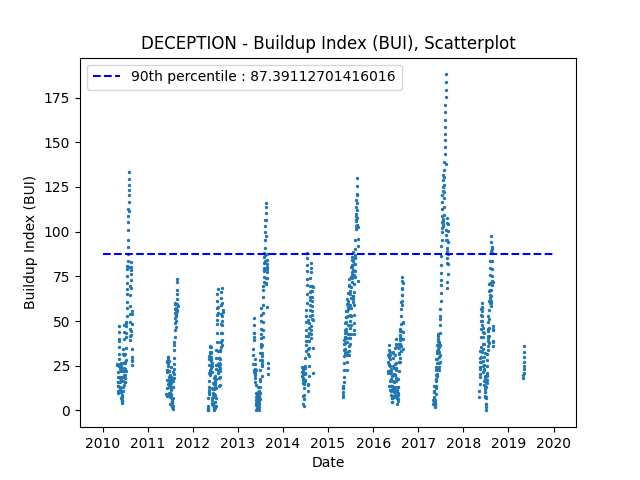 DECEPTION - Buildup Index (BUI), Scatterplot
90th percentile : 87.39112701416016
Buildup Index (BUI)
175
150
125
100
75
50
25
0
2010 2011 2012 2013 2014 2015 2016 2017 2018 2019 2020
Date